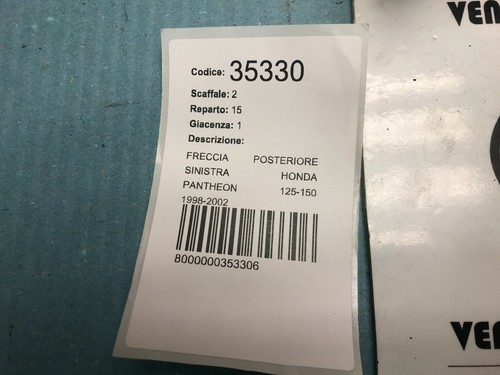 Codice: 35330
Scaffale: 2
Reparto: 15
Giacenza: 1
Descrizione:
FRECCIA POSTERIORE
SINISTRA HONDA
PANTHEON 125-150
1998-2002
8000000353306
VEN
VEN